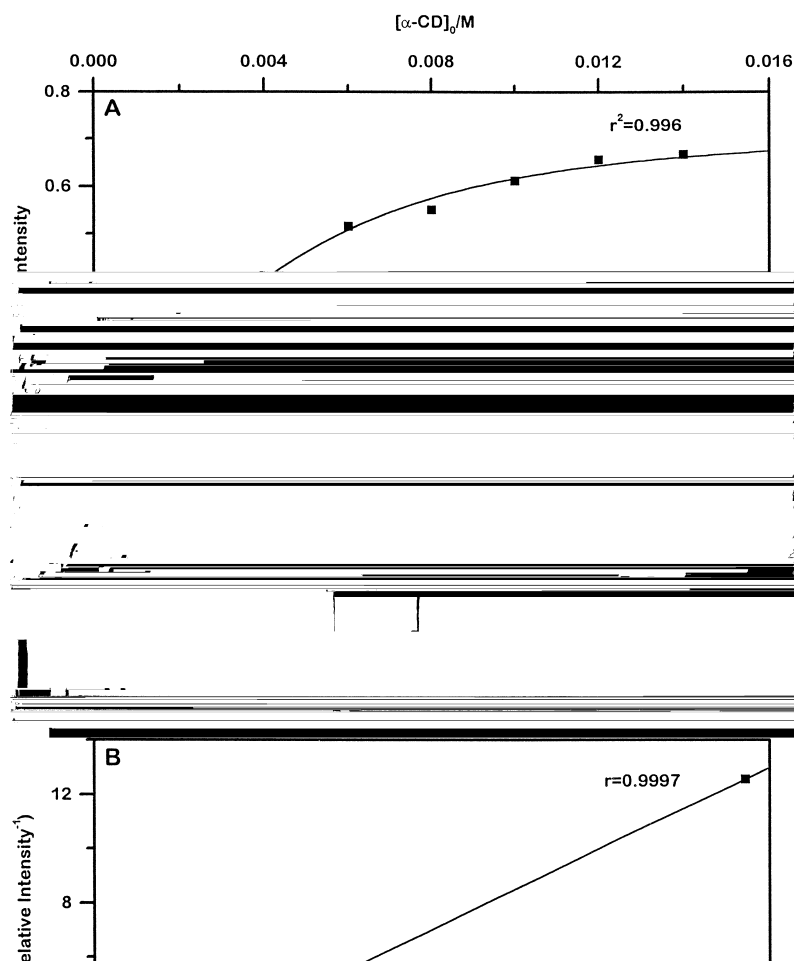 [α-CD]₀/M
0.000 0.004 0.008 0.012 0.016
0.8
A
r²=0.996
0.6
ntensity
B
r=0.9997
12
elative Intensity⁻¹)
8